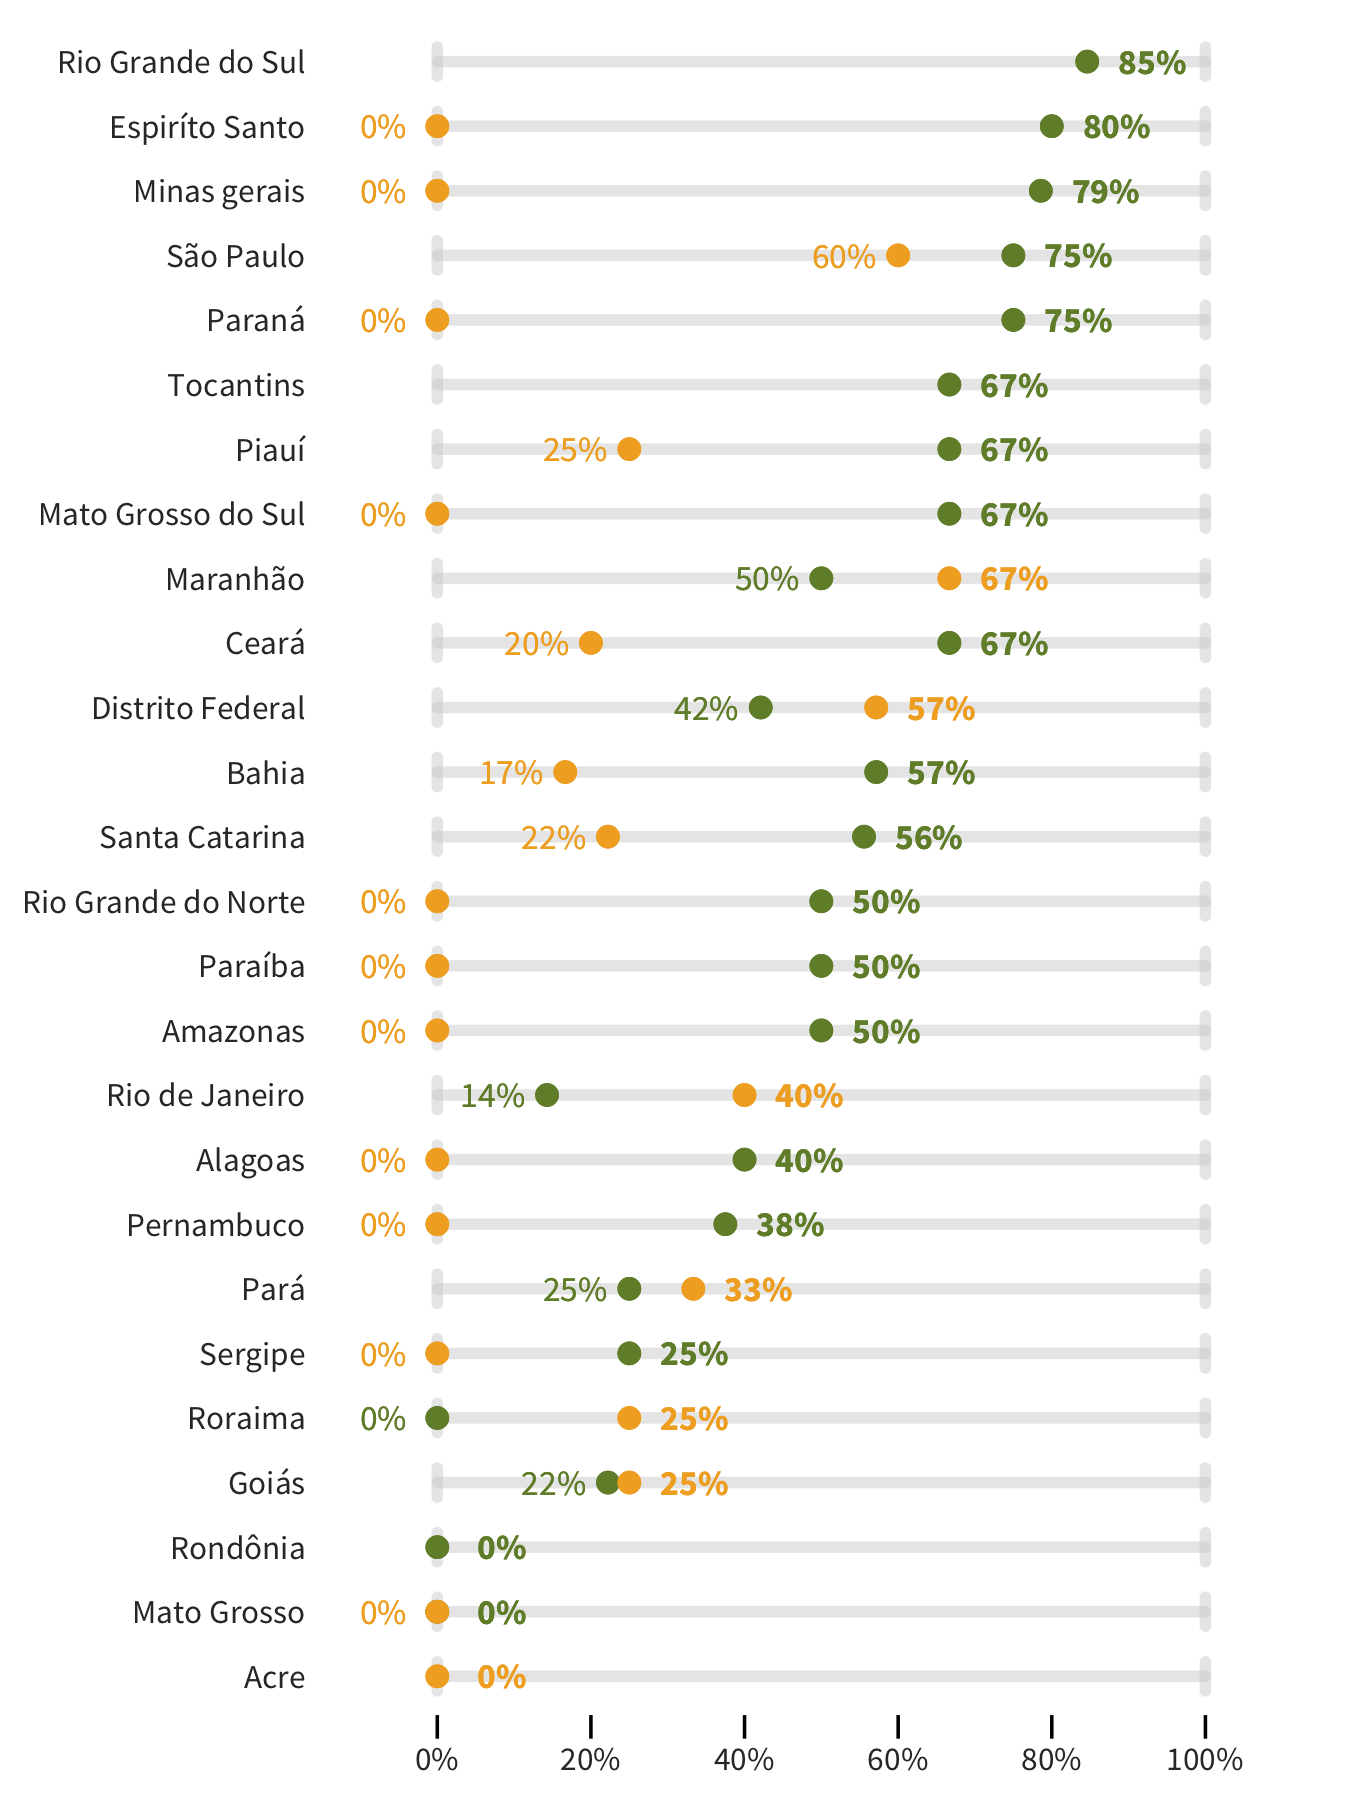 Rio Grande do Sul 85%
Espiríto Santo 0% 80%
Minas gerais 0% 79%
São Paulo 60% 75%
Paraná 0% 75%
Tocantins 67%
Piauí 25% 67%
Mato Grosso do Sul 0% 67%
Maranhão 50% 67%
Ceará 20% 67%
Distrito Federal 42% 57%
Bahia 17% 57%
Santa Catarina 22% 56%
Rio Grande do Norte 0% 50%
Paraíba 0% 50%
Amazonas 0% 50%
Rio de Janeiro 14% 40%
Alagoas 0% 40%
Pernambuco 0% 38%
Pará 25% 33%
Sergipe 0% 25%
Roraima 0% 25%
Goiás 22% 25%
Rondônia 0%
Mato Grosso 0% 0%
Acre 0%
0% 20% 40% 60% 80% 100%